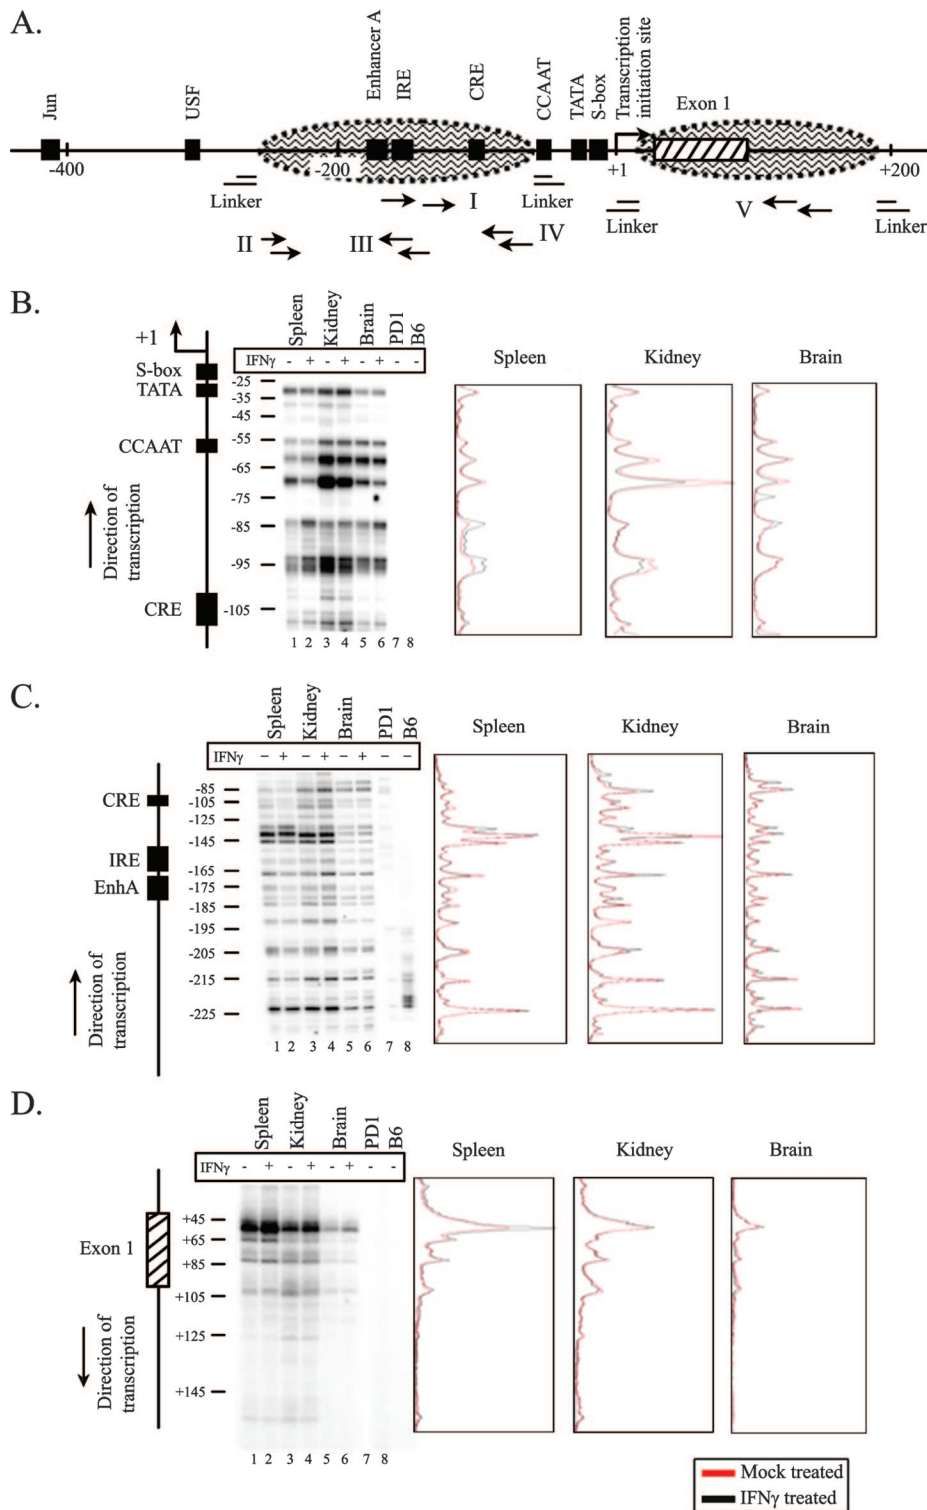 A.
Jun
USF
Enhancer A
IRE
CRE
CCAAT
TATA
S-box
Transcription
initiation site
Exon 1
-400
-200
+1
+200
Linker
Linker
Linker
Linker
I
II
III
IV
V
B.
Spleen
Kidney
Brain
PD1
B6
IFNγ - + - + - + - -
+1
S-box
TATA
CCAAT
CRE
Direction of
transcription
-25
-35
-45
-55
-65
-75
-85
-95
-105
1 2 3 4 5 6 7 8
Spleen
Kidney
Brain
C.
Spleen
Kidney
Brain
PD1
B6
IFNγ - + - + - + - -
CRE
IRE
EnhA
Direction of
transcription
-85
-105
-125
-145
-165
-175
-185
-195
-205
-215
-225
1 2 3 4 5 6 7 8
Spleen
Kidney
Brain
D.
Spleen
Kidney
Brain
PD1
B6
IFNγ - + - + - + - -
Exon 1
Direction of
transcription
+45
+65
+85
+105
+125
+145
1 2 3 4 5 6 7 8
Spleen
Kidney
Brain
Mock treated
IFNγ treated